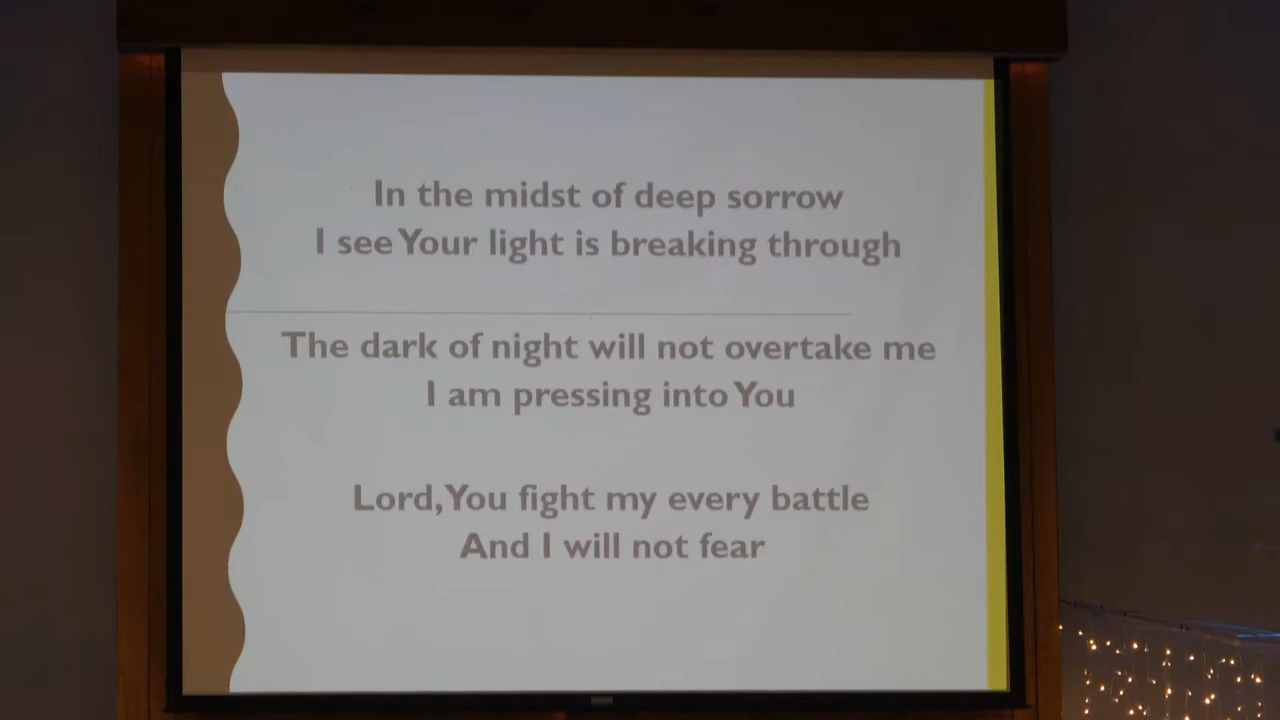 In the midst of deep sorrow
I see Your light is breaking through
The dark of night will not overtake me
I am pressing into You
Lord, You fight my every battle
And I will not fear